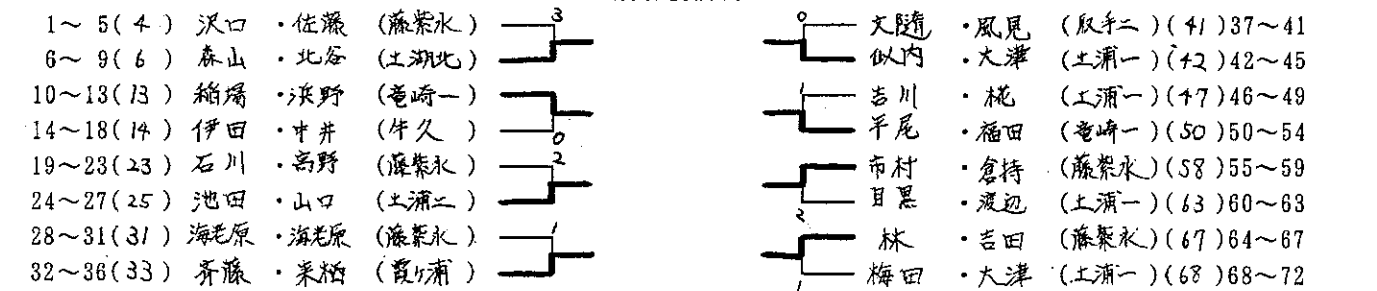 1～ 5( 4 ) 沢口 ・佐藤 (藤紫水) 3
6～ 9( 6 ) 森山 ・北谷 (土湖北)
10～13( 13 ) 稲場 ・浜野 (竜崎一)
14～18( 14 ) 伊田 ・中井 (牛久 ) 0
19～23( 23 ) 石川 ・高野 (藤紫水) 2
24～27( 25 ) 池田 ・山口 (土浦二)
28～31( 31 ) 海老原 ・海老原 (藤紫水) 1
32～36( 33 ) 斉藤 ・来栖 (霞ヶ浦)
0 文隨 ・風見 (取手二)( 41 )37～41
似内 ・大津 (土浦一)( 42 )42～45
1 吉川 ・椛 (土浦一)( 47 )46～49
平尾 ・福田 (竜崎一)( 50 )50～54
市村 ・倉持 (藤紫水)( 58 )55～59
目黒 ・渡辺 (土浦一)( 63 )60～63
2
林 ・吉田 (藤紫水)( 67 )64～67
1 梅田 ・大津 (土浦一)( 68 )68～72